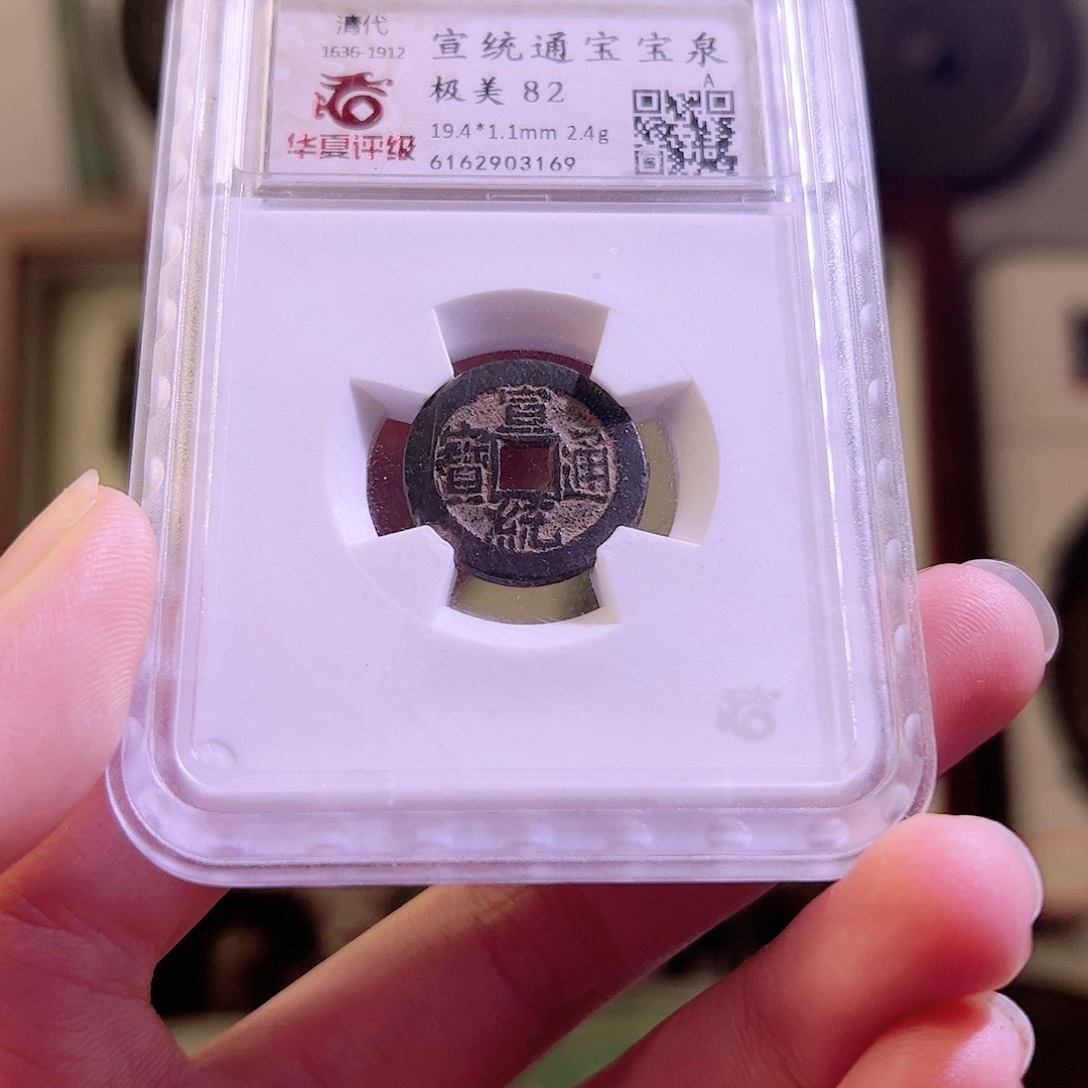 清代
1636-1912
华夏评级
宣统通宝宝泉
极美 82
A
19.4*1.1mm 2.4g
6162903169
宣
寶 通
統